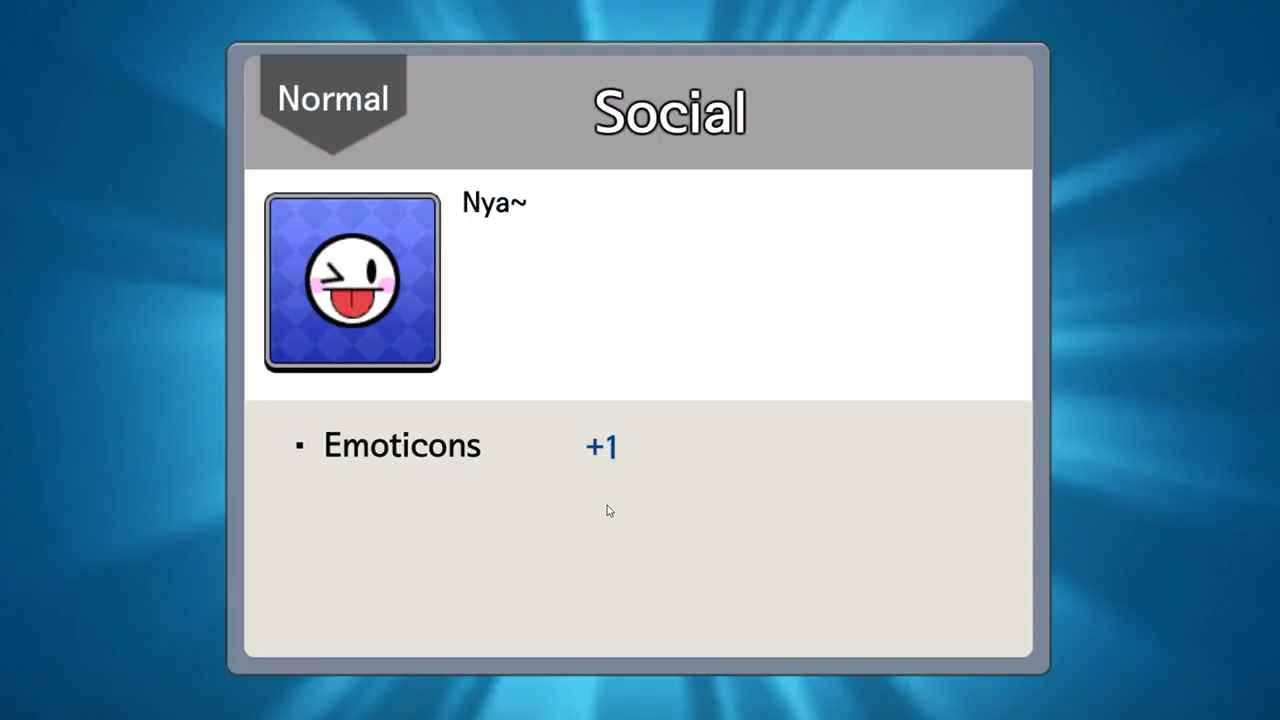 Normal
Social
Nya~
▪ Emoticons +1